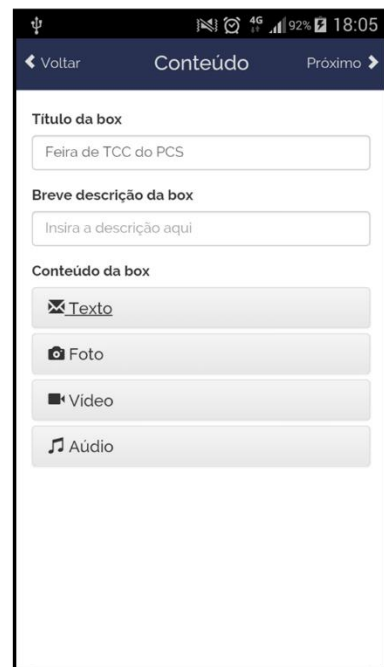 4G 92% 18:05
Voltar Conteúdo Próximo
Título da box
Feira de TCC do PCS
Breve descrição da box
Insira a descrição aqui
Conteúdo da box
Texto
Foto
Vídeo
Aúdio